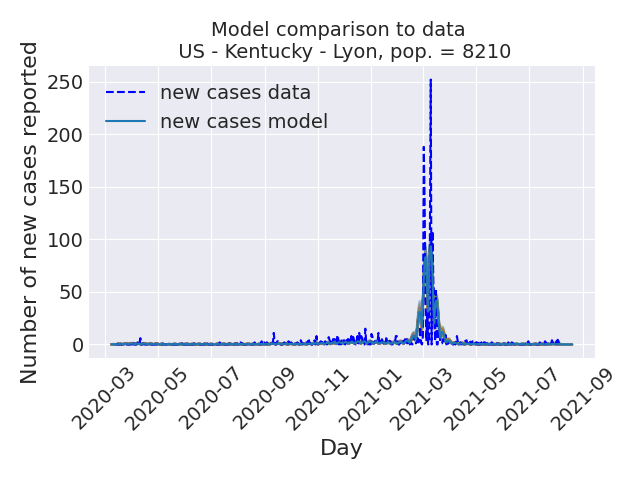 Model comparison to data
US - Kentucky - Lyon, pop. = 8210
Number of new cases reported
250
200
150
100
50
0
new cases data
new cases model
2020-03
2020-05
2020-07
2020-09
2020-11
2021-01
2021-03
2021-05
2021-07
2021-09
Day